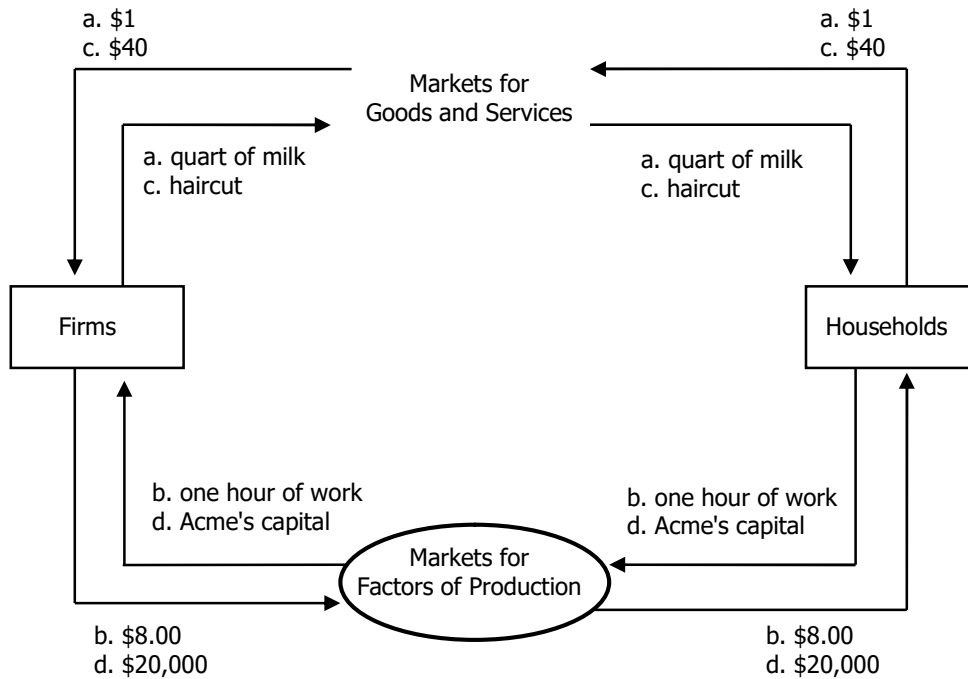 a. $1
c. $40
a. $1
c. $40
Markets for
Goods and Services
a. quart of milk
c. haircut
a. quart of milk
c. haircut
Firms
Households
b. one hour of work
d. Acme's capital
b. one hour of work
d. Acme's capital
Markets for
Factors of Production
b. $8.00
d. $20,000
b. $8.00
d. $20,000